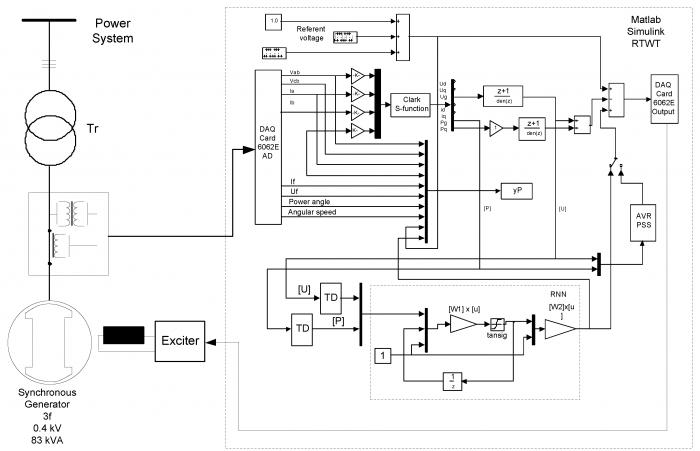 Power
System
Tr
Synchronous
Generator
3f
0.4 kV
83 kVA
Exciter
Matlab
Simulink
RTWT
1.0
Referent
voltage
DAQ
Card
6062E
AD
Vab
Vcb
Ia
Ib
If
Uf
Power angle
Angular speed
-K-
-K-
-K-
-K-
Clark
S-function
Ud
Uq
Ug
Id
Iq
Pg
Pq
z+1
den(z)
z+1
den(z)
DAQ
Card
6062E
Output
yP
[P]
[U]
AVR
PSS
[U]
TD
[P]
TD
RNN
[W1] x [u]
[W2]x[u
]
tansig
1
1
z